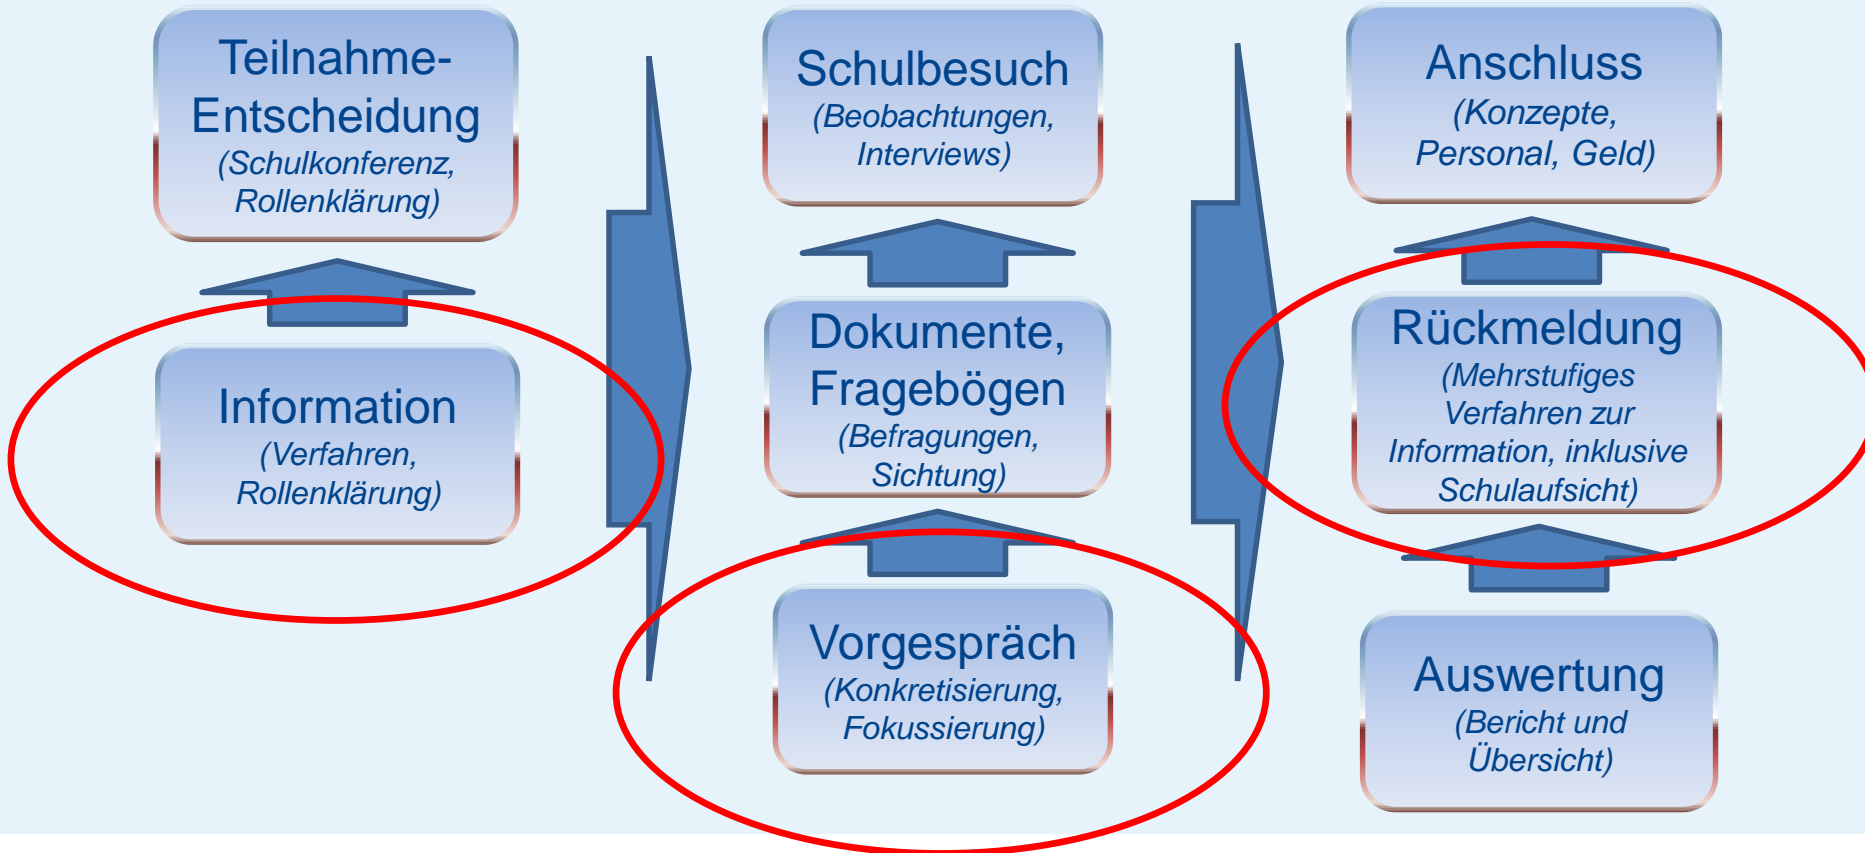 Teilnahme-
Entscheidung
(Schulkonferenz,
Rollenklärung)
Information
(Verfahren,
Rollenklärung)
Schulbesuch
(Beobachtungen,
Interviews)
Dokumente,
Fragebögen
(Befragungen,
Sichtung)
Vorgespräch
(Konkretisierung,
Fokussierung)
Anschluss
(Konzepte,
Personal, Geld)
Rückmeldung
(Mehrstufiges
Verfahren zur
Information, inklusive
Schulaufsicht)
Auswertung
(Bericht und
Übersicht)